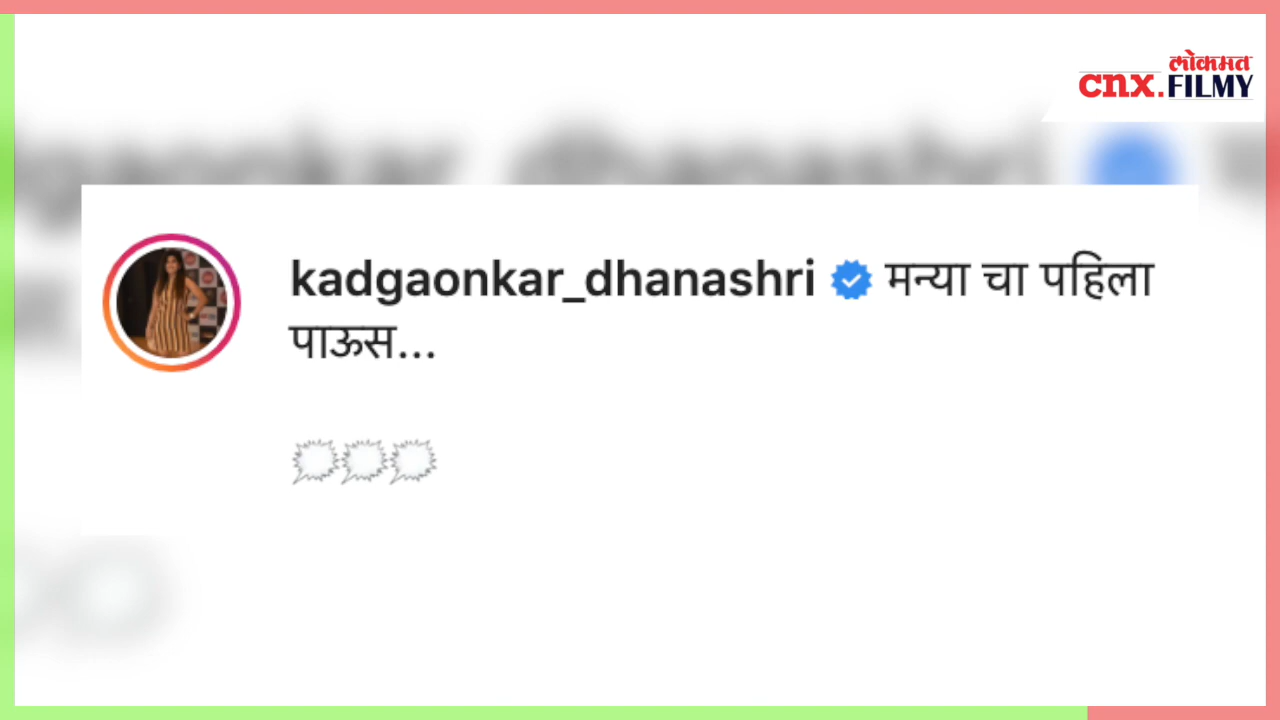 लोकमत
cnx.FILMY
kadgaonkar_dhanashri मन्या चा पहिला
पाऊस...
🗯🗯🗯